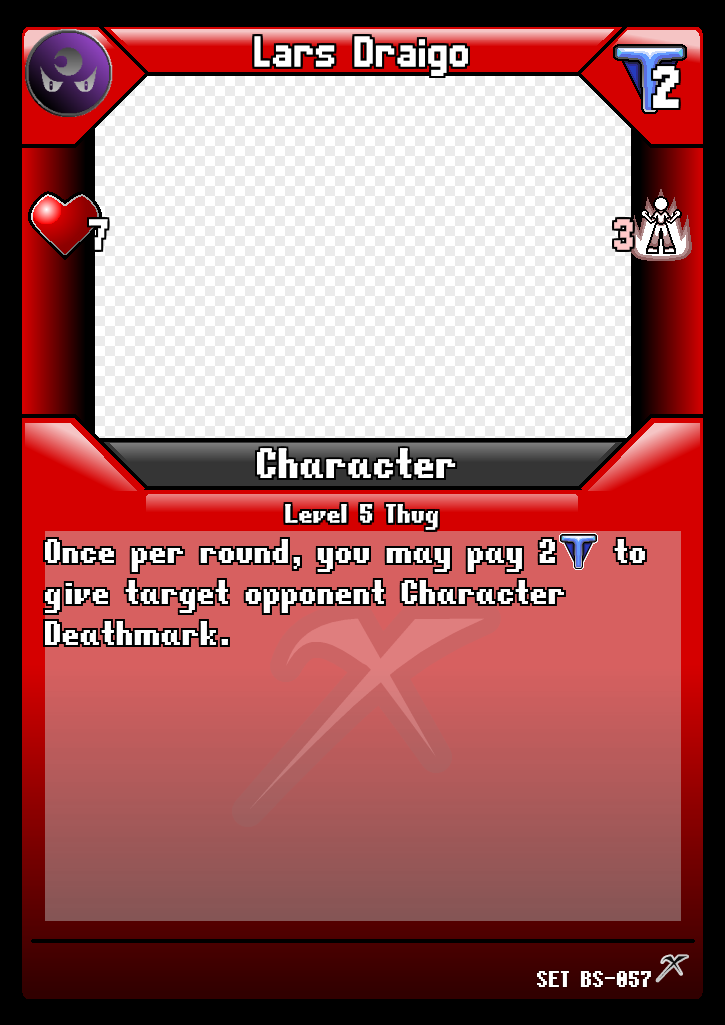 Lars Draigo
2
7
3
Character
Level 5 Thug
Once per round, you may pay 2T to
give target opponent Character
Deathmark.
SET BS-057